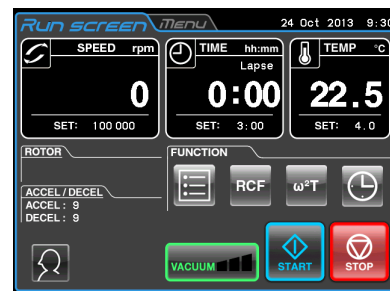 Run screen Menu 24 Oct 2013 9:30
SPEED rpm
0
SET: 100 000
TIME hh:mm
Lapse
0:00
SET: 3:00
TEMP °C
22.5
SET: 4.0
ROTOR
FUNCTION
RCF
ω²T
ACCEL/DECEL
ACCEL: 9
DECEL: 9
VACUUM
START
STOP